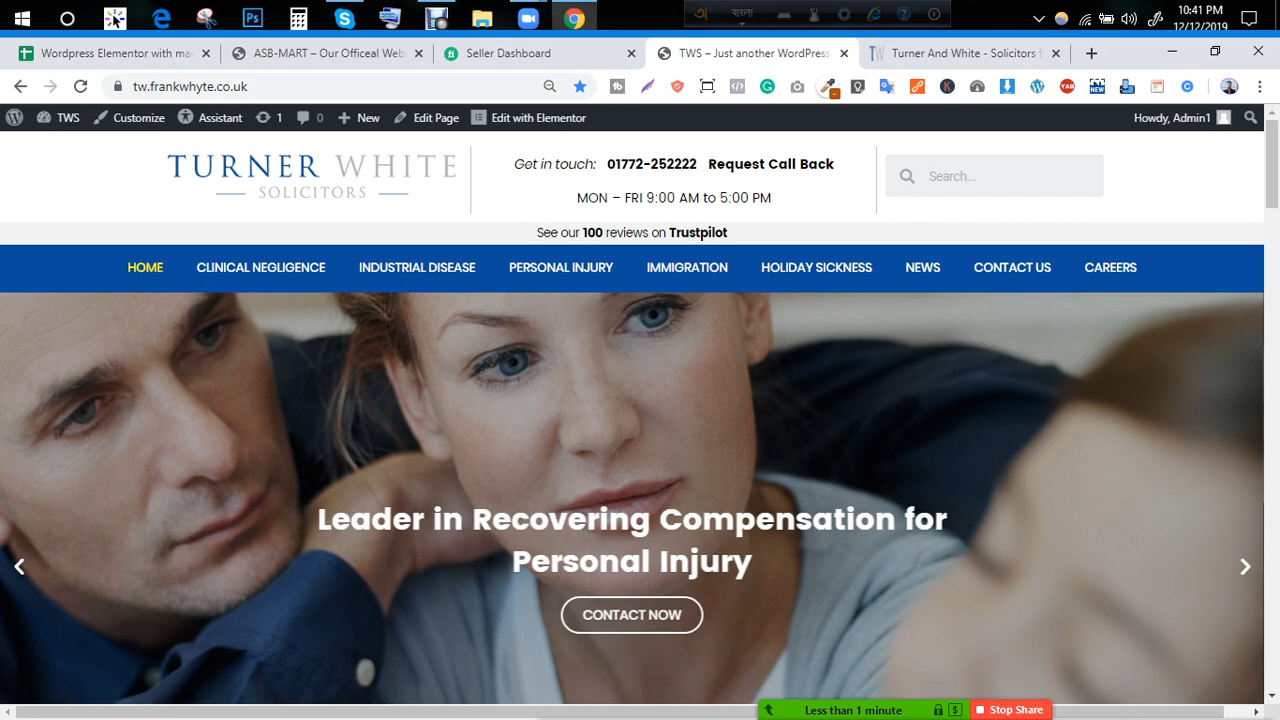 বাংলা
10:41 PM
12/12/2019
Wordpress Elementor with ma
ASB-MART – Our Officeal Web
Seller Dashboard
TWS – Just another WordPress
Turner And White - Solicitors f
tw.frankwhyte.co.uk
TWS
Customize
Assistant
1
0
New
Edit Page
Edit with Elementor
Howdy, Admin1
TURNER WHITE
SOLICITORS
Get in touch: 01772-252222 Request Call Back
MON – FRI 9:00 AM to 5:00 PM
Search...
See our 100 reviews on Trustpilot
HOME
CLINICAL NEGLIGENCE
INDUSTRIAL DISEASE
PERSONAL INJURY
IMMIGRATION
HOLIDAY SICKNESS
NEWS
CONTACT US
CAREERS
Leader in Recovering Compensation for
Personal Injury
CONTACT NOW
Less than 1 minute
Stop Share